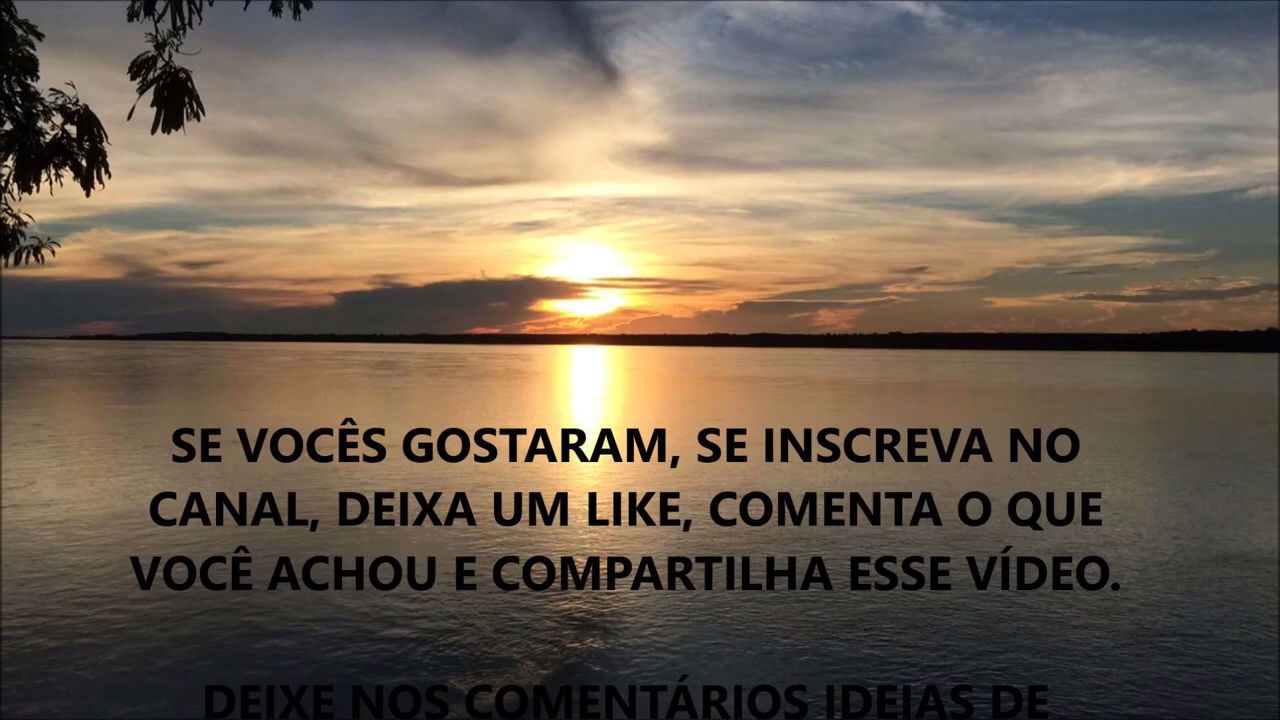 SE VOCÊS GOSTARAM, SE INSCREVA NO
CANAL, DEIXA UM LIKE, COMENTA O QUE
VOCÊ ACHOU E COMPARTILHA ESSE VÍDEO.
DEIXE NOS COMENTÁRIOS IDEIAS DE